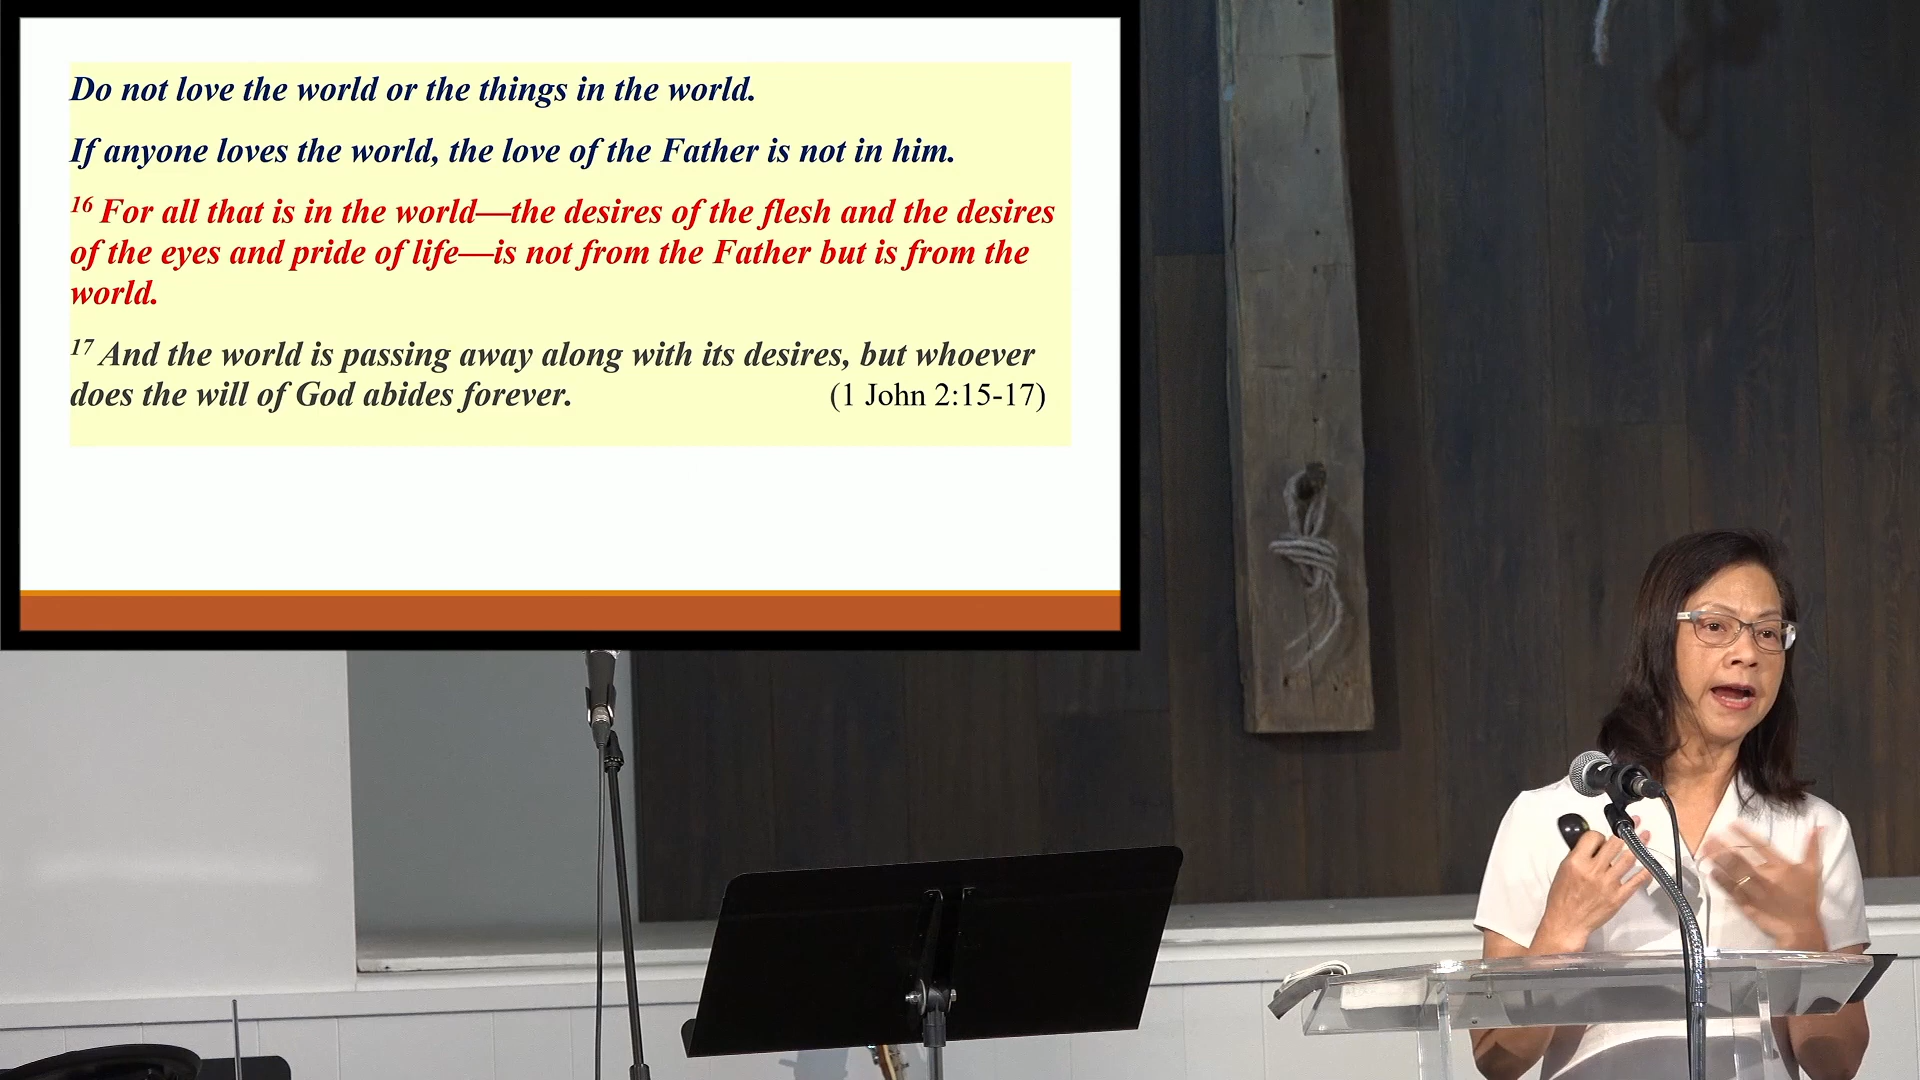 Do not love the world or the things in the world.
If anyone loves the world, the love of the Father is not in him.
16 For all that is in the world—the desires of the flesh and the desires
of the eyes and pride of life—is not from the Father but is from the
world.
17 And the world is passing away along with its desires, but whoever
does the will of God abides forever. (1 John 2:15-17)